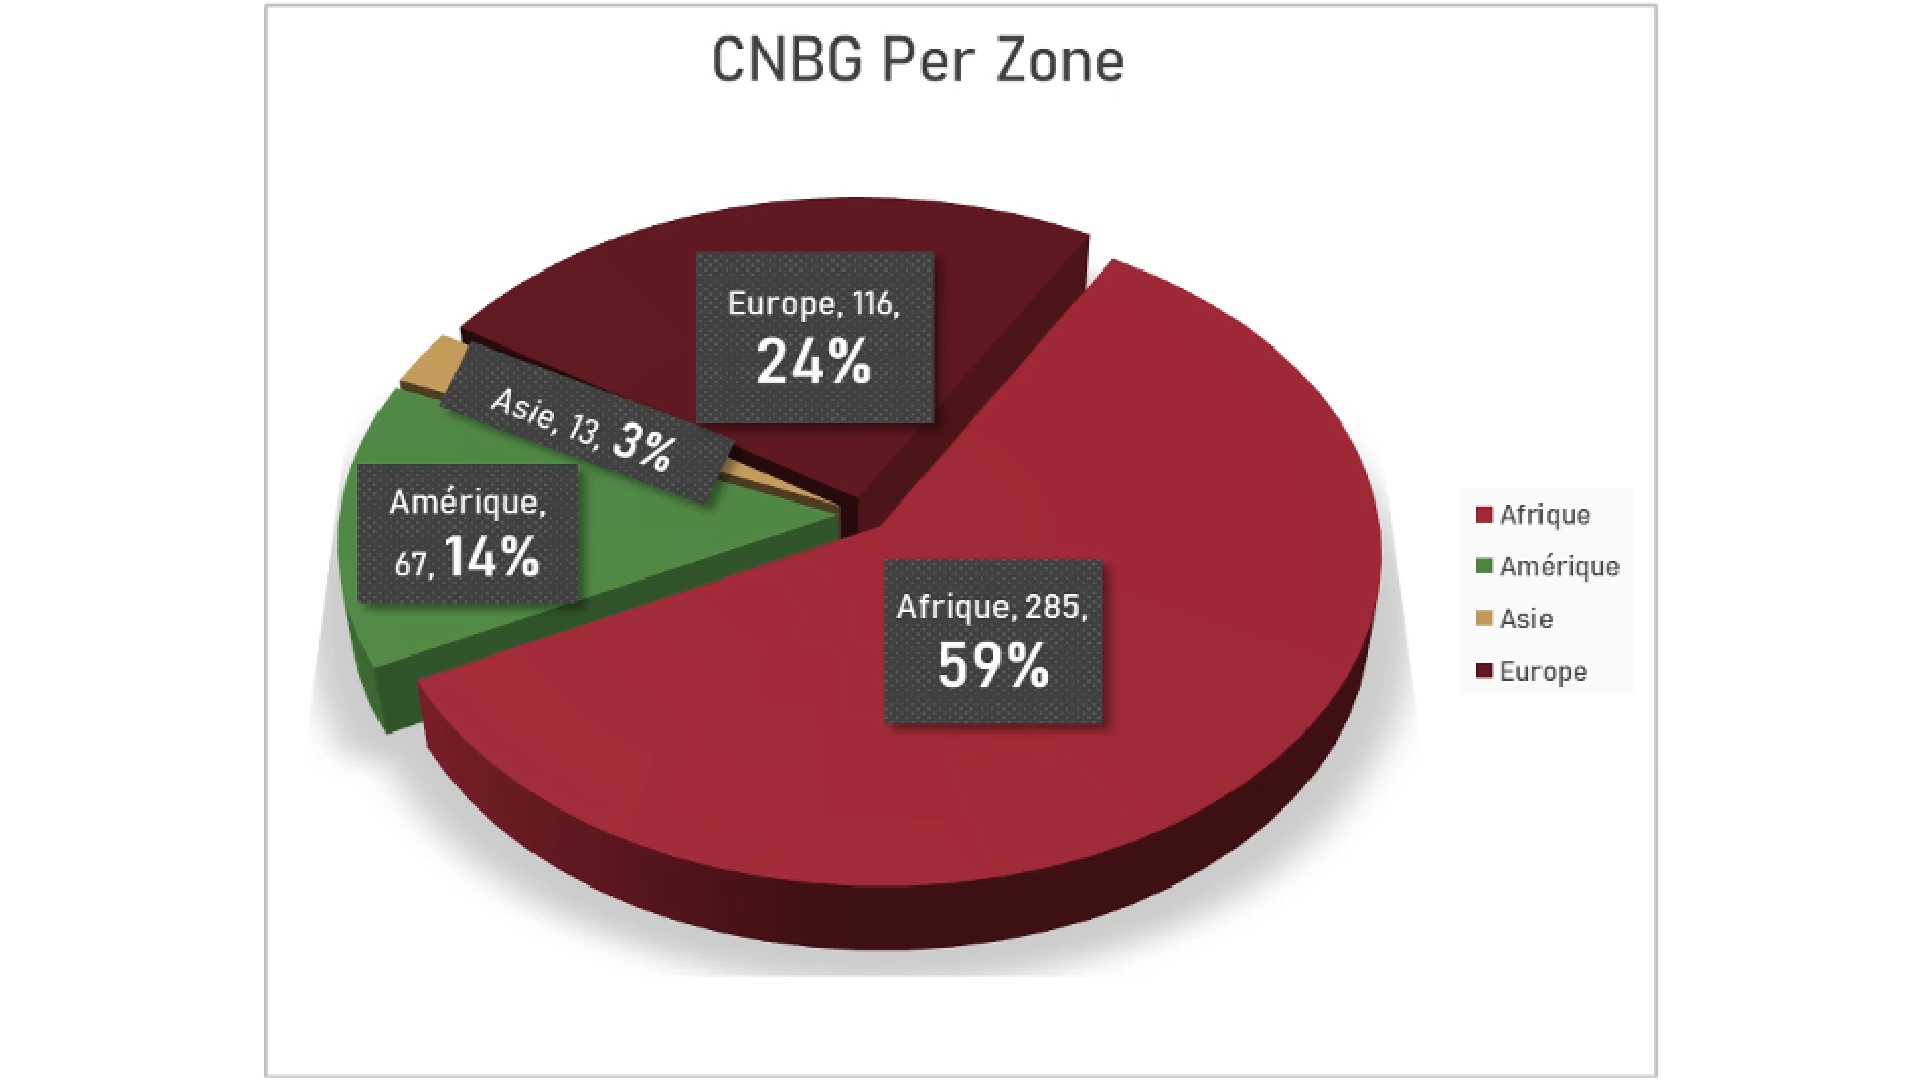 CNBG Per Zone
Europe, 116,
24%
Asie, 13, 3%
Amérique,
67, 14%
Afrique, 285,
59%
Afrique
Amérique
Asie
Europe